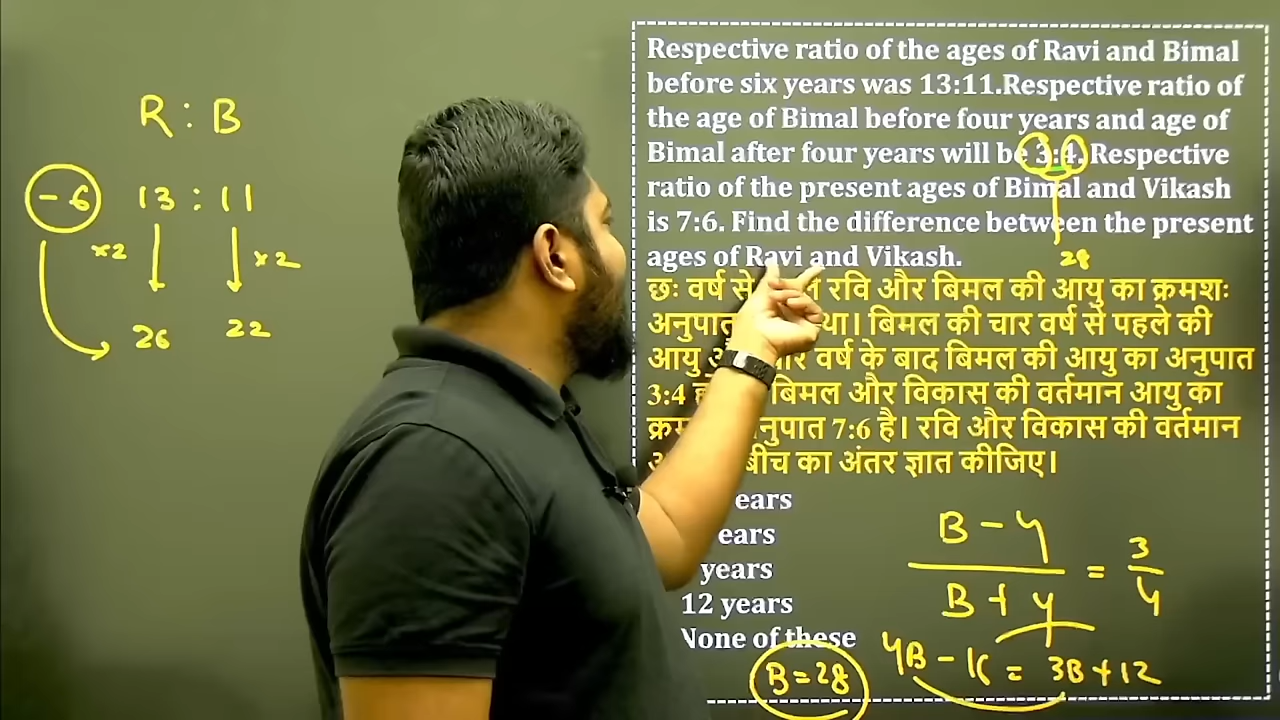 R : B
-6 13 : 11
×2 ×2
26 22
Respective ratio of the ages of Ravi and Bimal
before six years was 13:11.Respective ratio of
the age of Bimal before four years and age of
Bimal after four years will be 3:4. Respective
ratio of the present ages of Bimal and Vikash
is 7:6. Find the difference between the present
ages of Ravi and Vikash.
28
छः वर्ष रवि और बिमल की आयु का क्रमशः
अनुपात था। बिमल की चार वर्ष से पहले की
आयु वर्ष के बाद बिमल की आयु का अनुपात
3:4 बिमल और विकास की वर्तमान आयु का
7:6 है। रवि और विकास की वर्तमान
बीच का अंतर ज्ञात कीजिए।
years
12 years
None of these
B - 4
B + 4
= 3
4
4B - 16 = 3B + 12
B = 28